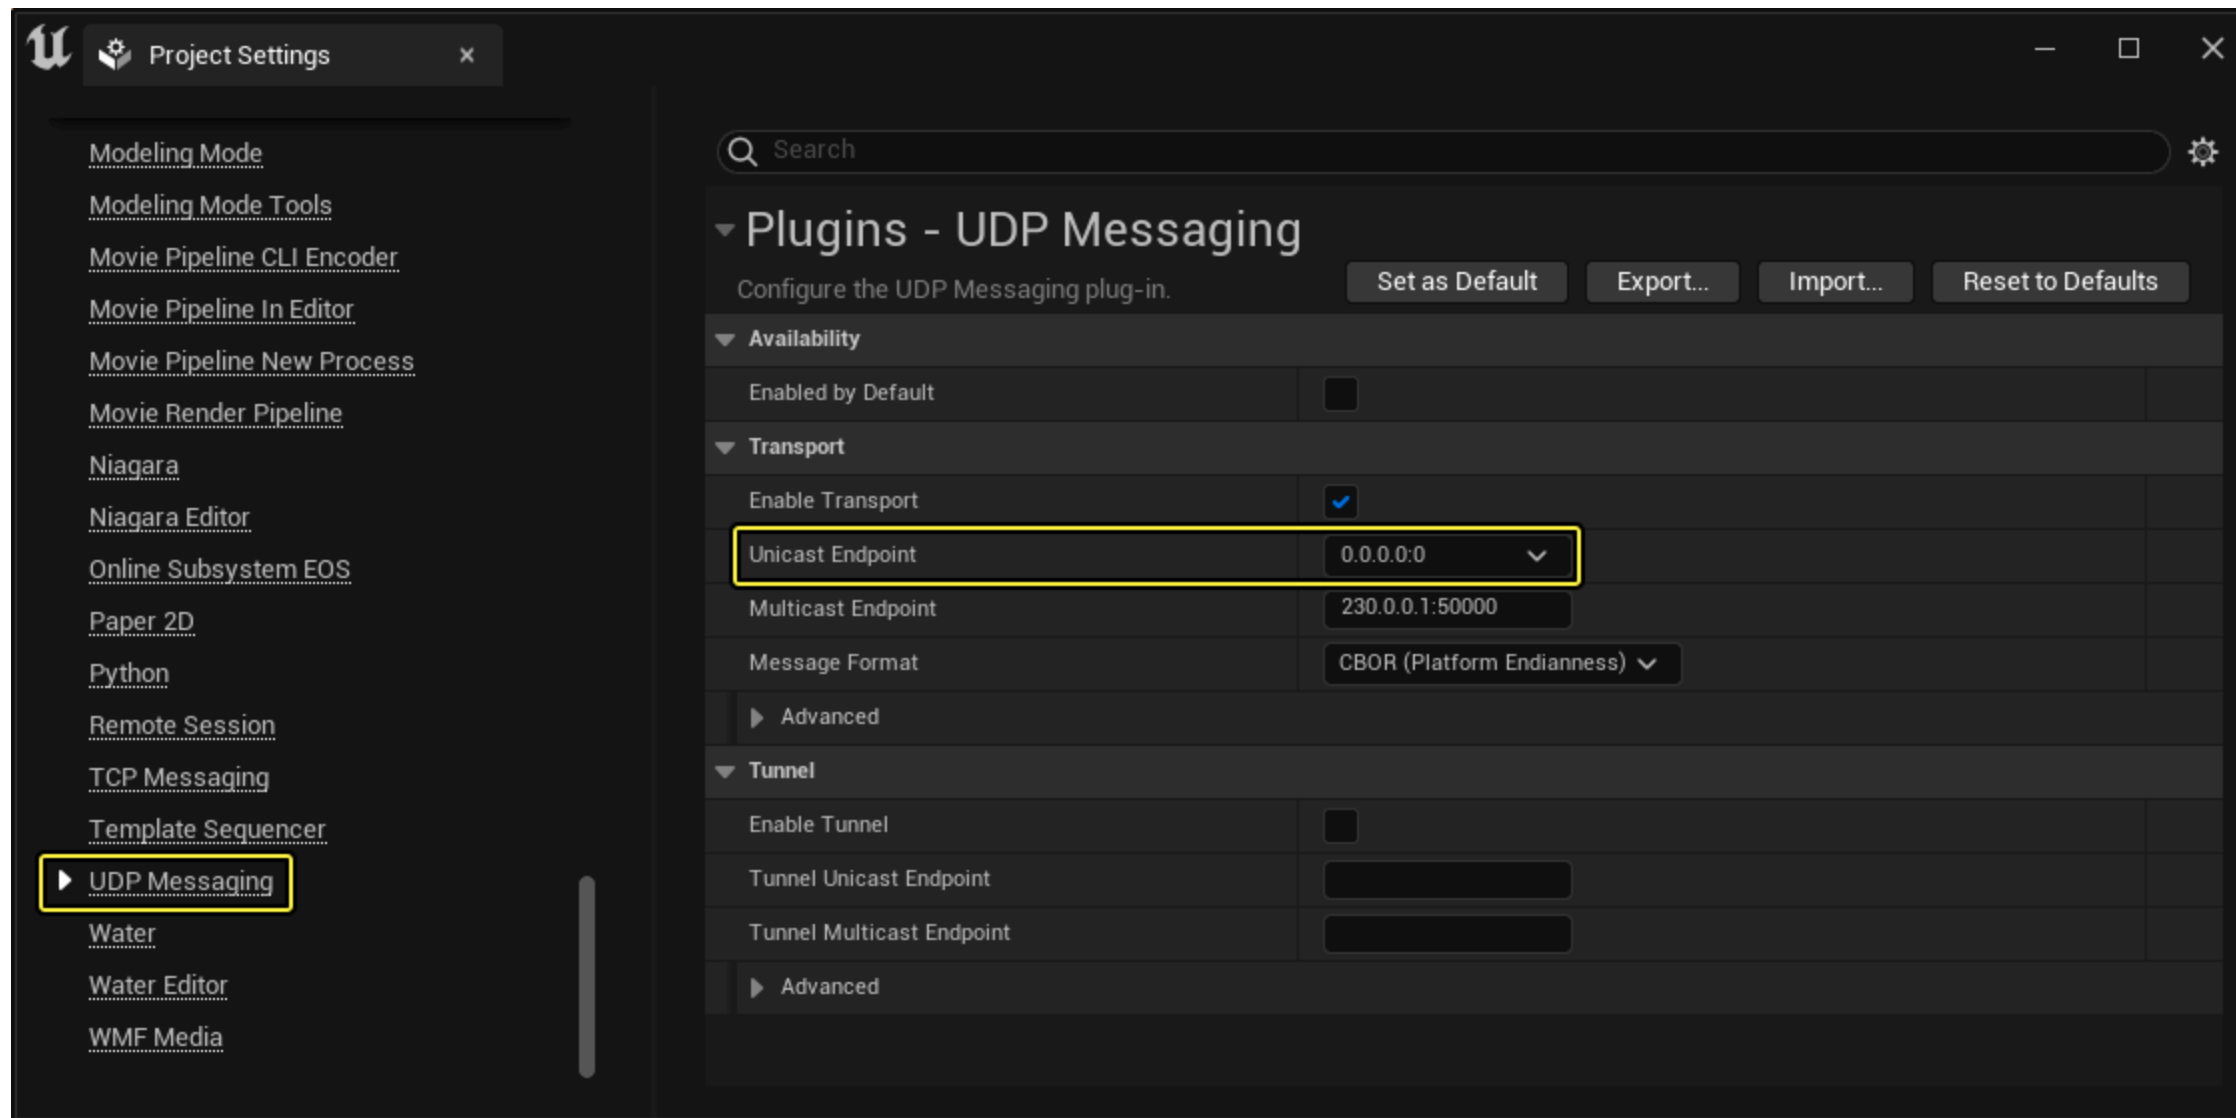 Project Settings
Modeling Mode
Modeling Mode Tools
Movie Pipeline CLI Encoder
Movie Pipeline In Editor
Movie Pipeline New Process
Movie Render Pipeline
Niagara
Niagara Editor
Online Subsystem EOS
Paper 2D
Python
Remote Session
TCP Messaging
Template Sequencer
UDP Messaging
Water
Water Editor
WMF Media
Search
Plugins - UDP Messaging
Configure the UDP Messaging plug-in.
Set as Default
Export...
Import...
Reset to Defaults
Availability
Enabled by Default
Transport
Enable Transport
Unicast Endpoint 0.0.0.0:0
Multicast Endpoint 230.0.0.1:50000
Message Format CBOR (Platform Endianness)
Advanced
Tunnel
Enable Tunnel
Tunnel Unicast Endpoint
Tunnel Multicast Endpoint
Advanced